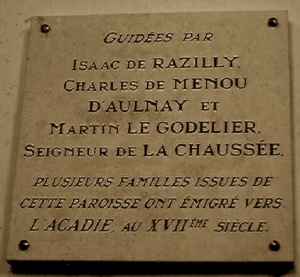 GUIDÉES PAR
ISAAC DE RAZILLY,
CHARLES DE MENOU
D'AULNAY ET
MARTIN LE GODELIER,
SEIGNEUR DE LA CHAUSSÉE,
PLUSIEURS FAMILLES ISSUES DE
CETTE PAROISSE ONT ÉMIGRÉ VERS
L'ACADIE, AU XVIIÈME SIÈCLE.